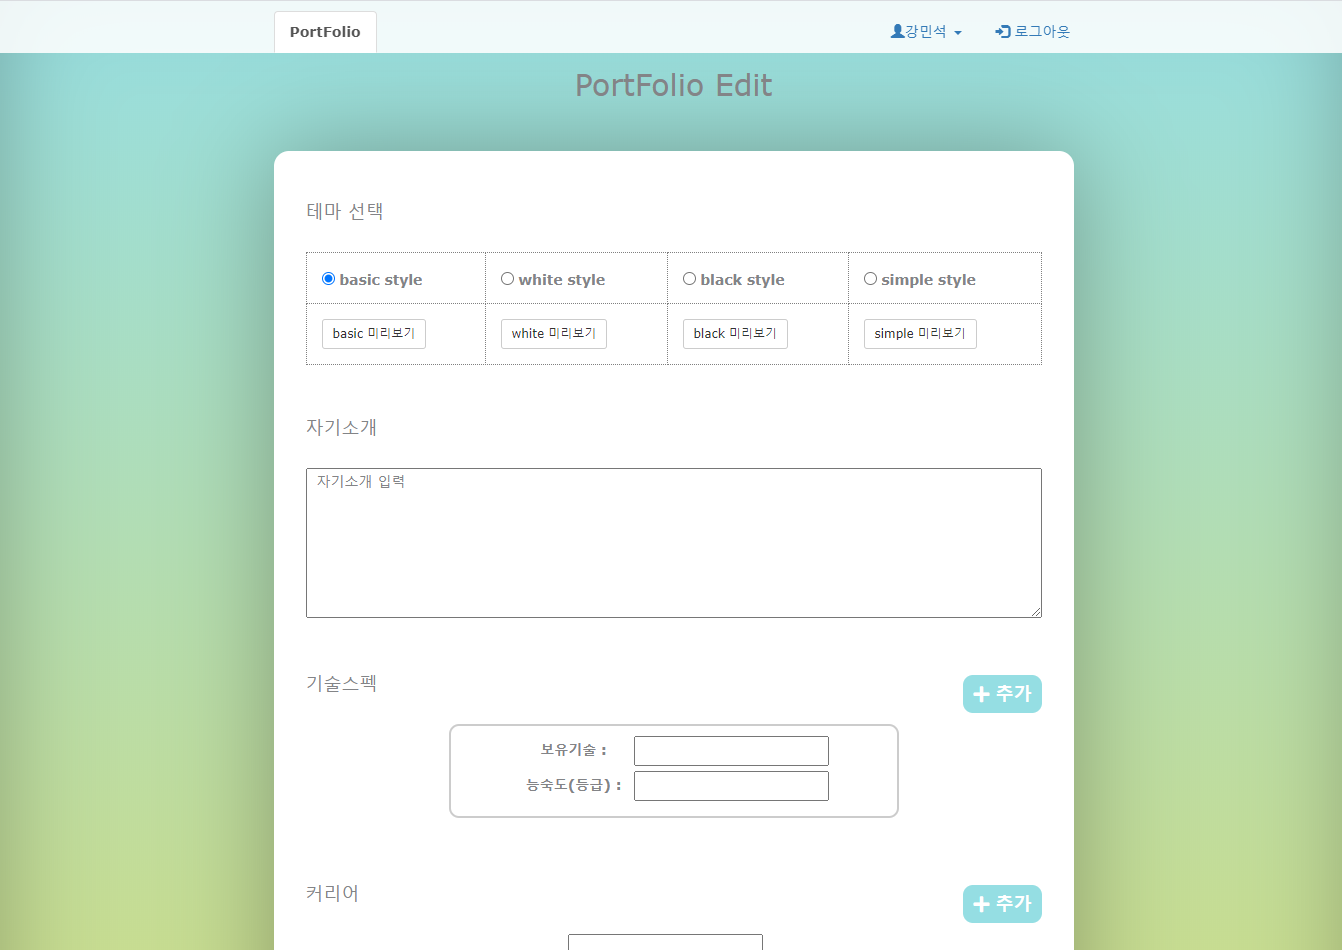 PortFolio
강민석
로그아웃
PortFolio Edit
테마 선택
basic style
white style
black style
simple style
basic 미리보기
white 미리보기
black 미리보기
simple 미리보기
자기소개
자기소개 입력
기술스펙
추가
보유기술 :
능숙도(등급) :
커리어
추가